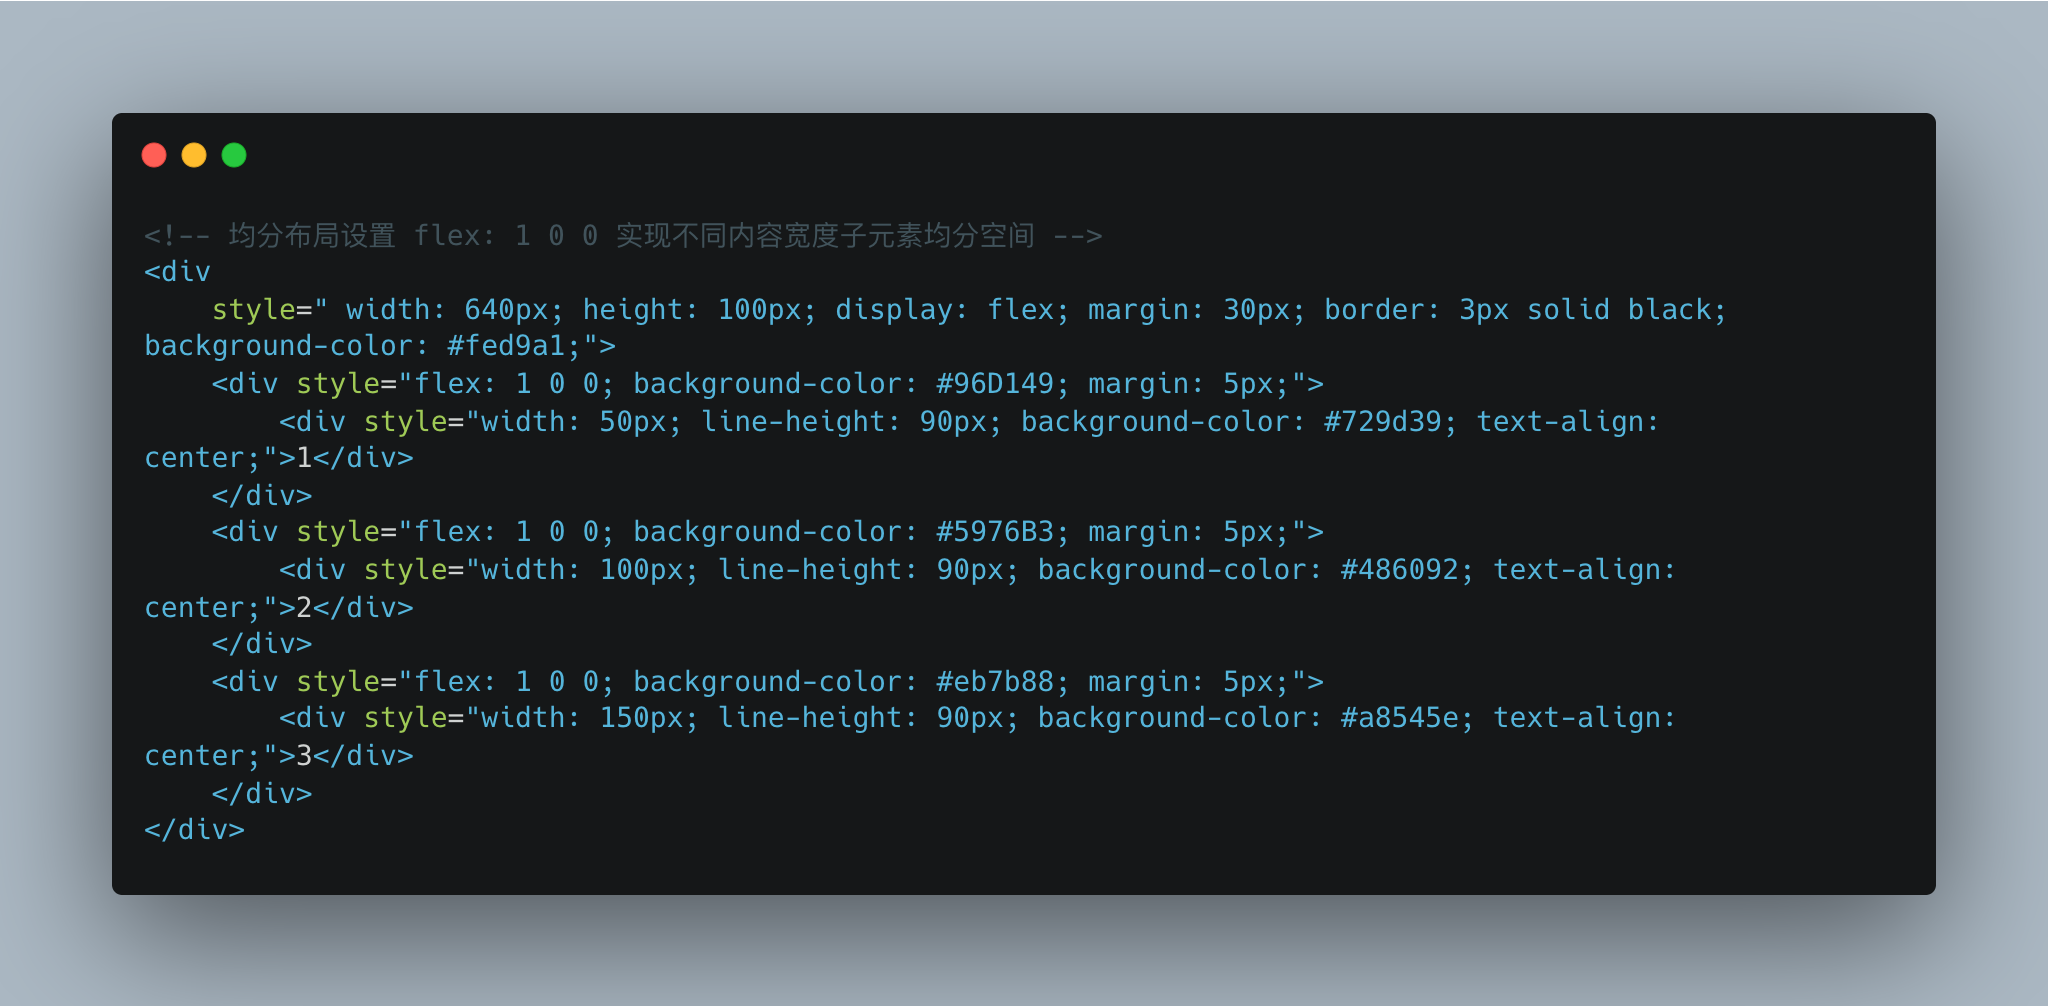 <!-- 均分布局设置 flex: 1 0 0 实现不同内容宽度子元素均分空间 -->
<div
    style=" width: 640px; height: 100px; display: flex; margin: 30px; border: 3px solid black;
background-color: #fed9a1;">
    <div style="flex: 1 0 0; background-color: #96D149; margin: 5px;">
        <div style="width: 50px; line-height: 90px; background-color: #729d39; text-align:
center;">1</div>
    </div>
    <div style="flex: 1 0 0; background-color: #5976B3; margin: 5px;">
        <div style="width: 100px; line-height: 90px; background-color: #486092; text-align:
center;">2</div>
    </div>
    <div style="flex: 1 0 0; background-color: #eb7b88; margin: 5px;">
        <div style="width: 150px; line-height: 90px; background-color: #a8545e; text-align:
center;">3</div>
    </div>
</div>